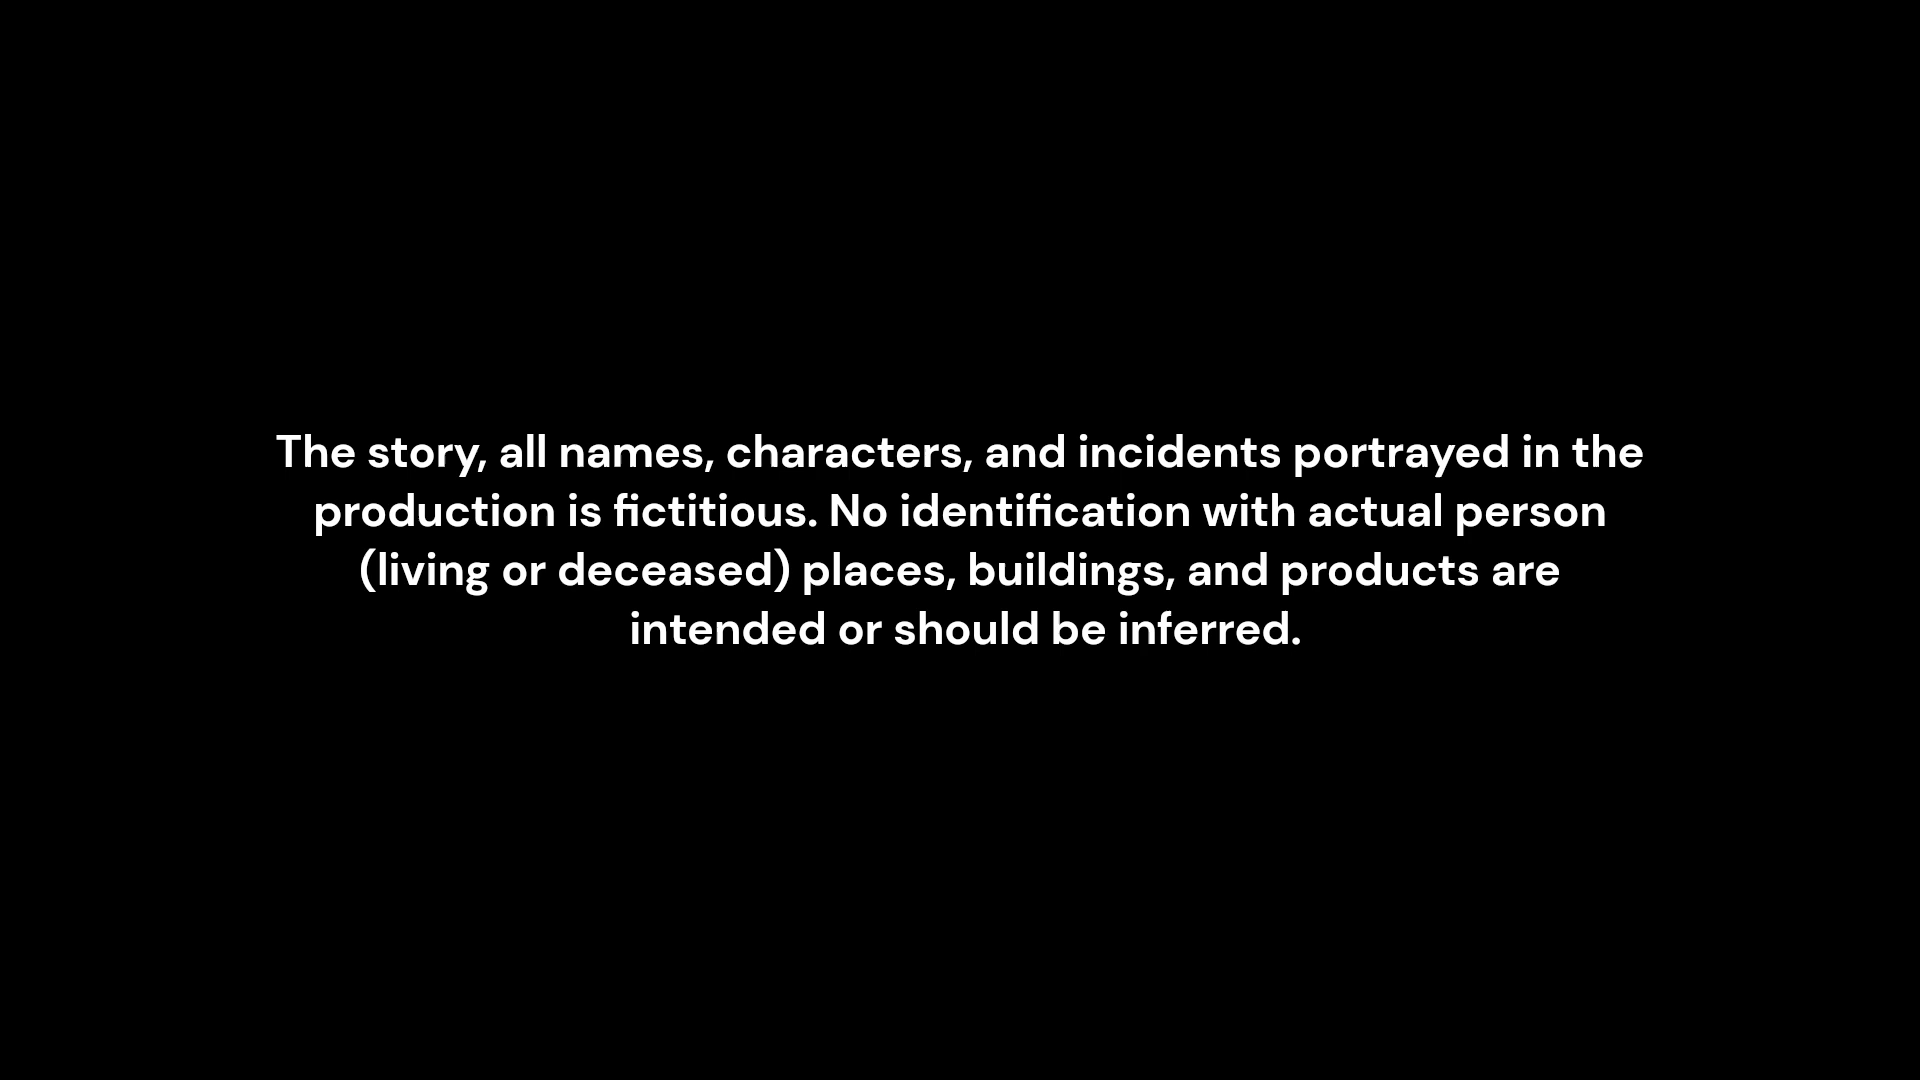 The story, all names, characters, and incidents portrayed in the
production is fictitious. No identification with actual person
(living or deceased) places, buildings, and products are
intended or should be inferred.